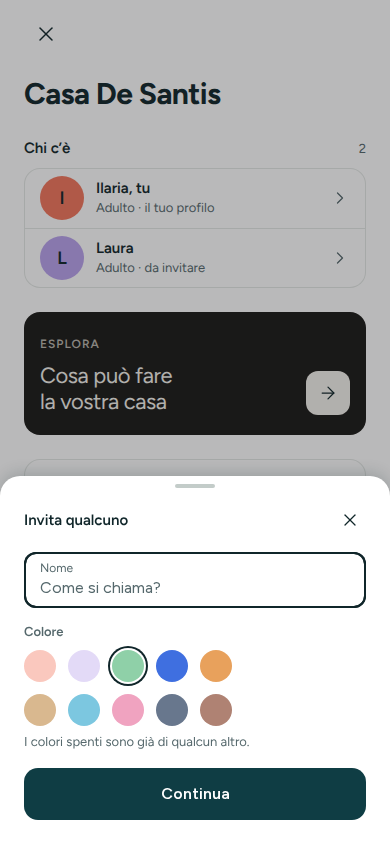 Casa De Santis
Chi c'è
2
I
Ilaria, tu
Adulto · il tuo profilo
L
Laura
Adulto · da invitare
ESPLORA
Cosa può fare
la vostra casa
Invita qualcuno
Nome
Come si chiama?
Colore
I colori spenti sono già di qualcun altro.
Continua